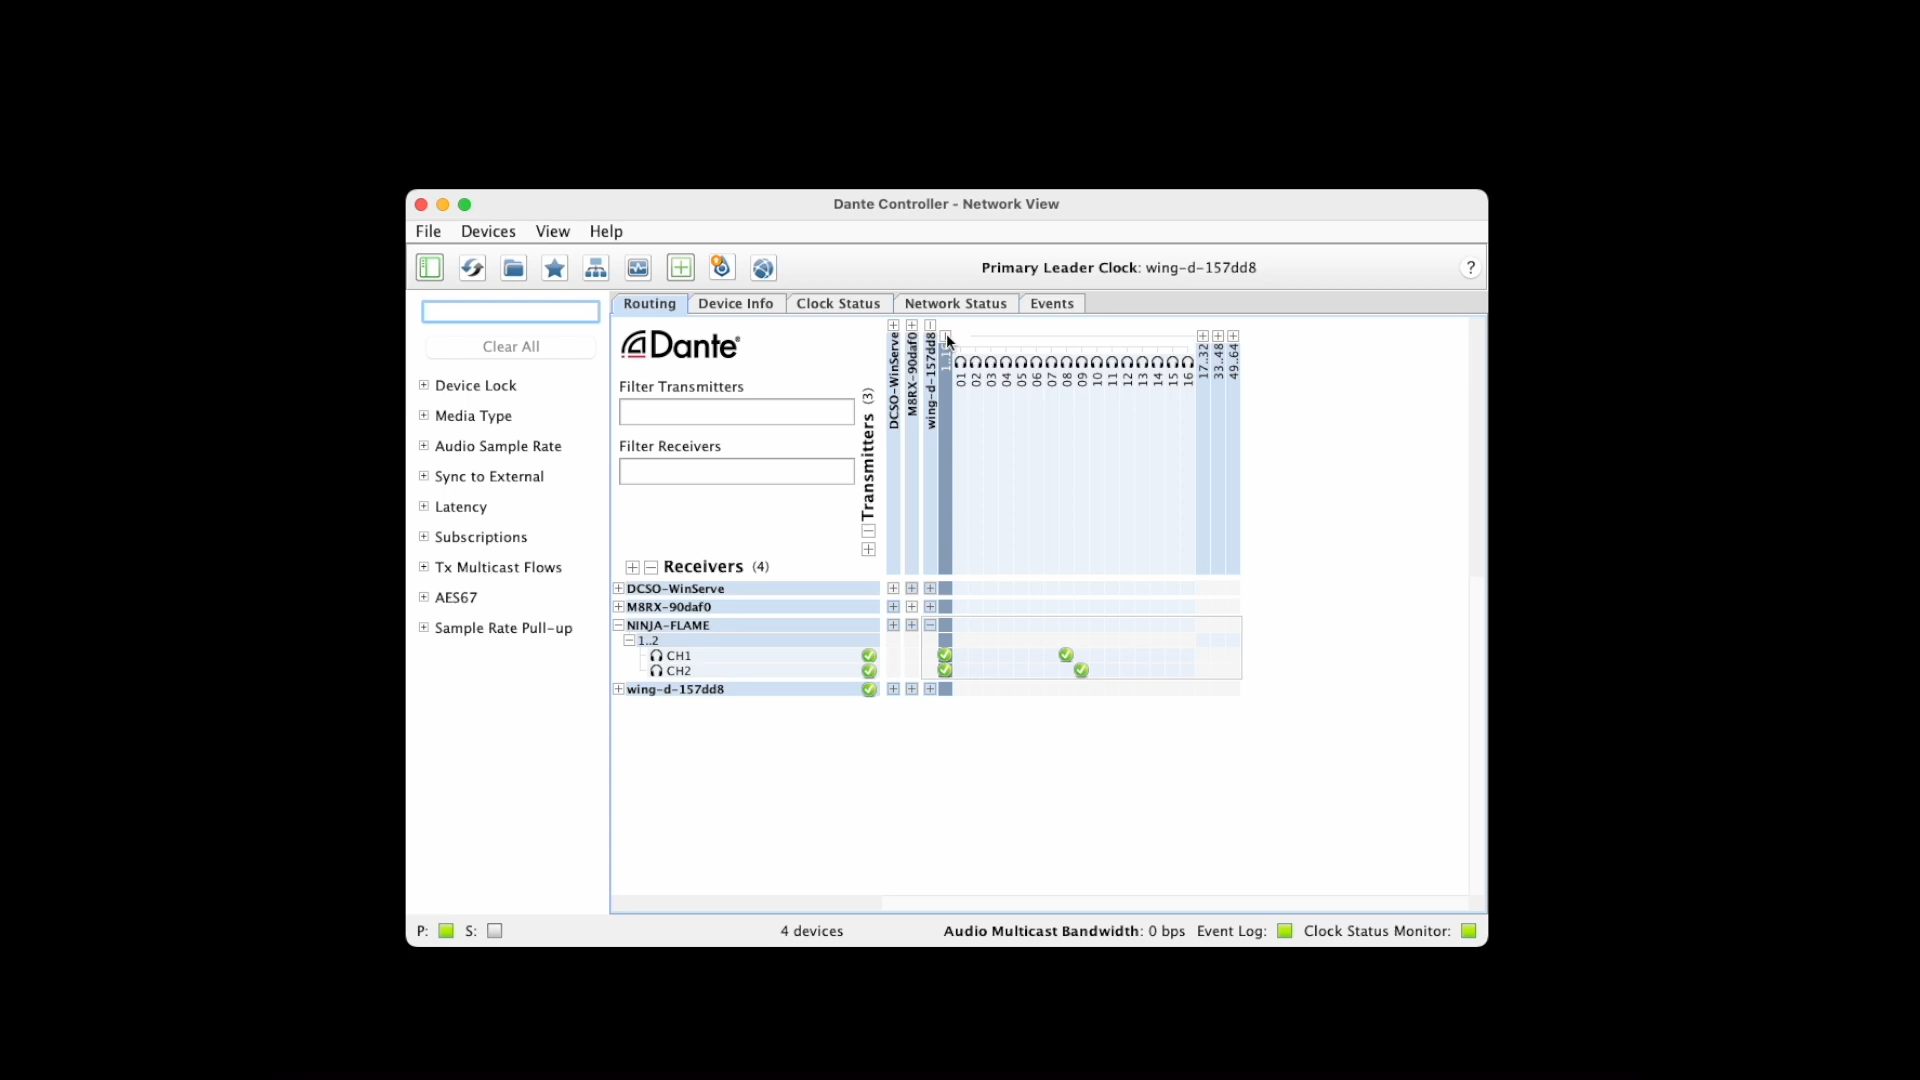 Dante Controller - Network View
File Devices View Help
Primary Leader Clock: wing-d-157dd8
?
Routing Device Info Clock Status Network Status Events
Clear All
Device Lock
Media Type
Audio Sample Rate
Sync to External
Latency
Subscriptions
Tx Multicast Flows
AES67
Sample Rate Pull-up
Dante
Filter Transmitters
Filter Receivers
Transmitters (3)
DCSO-WinServe
M8RX-90daf0
wing-d-157dd8
01 02 03 04 05 06 07 08 09 10 11 12 13 14 15 16
17..32
33..48
49..64
Receivers (4)
DCSO-WinServe
M8RX-90daf0
NINJA-FLAME
1..2
CH1
CH2
wing-d-157dd8
P: S: 4 devices Audio Multicast Bandwidth: 0 bps Event Log: Clock Status Monitor: